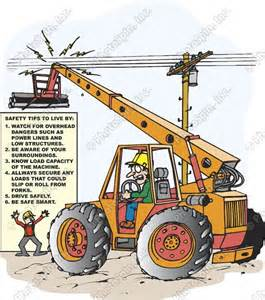 SAFETY TIPS TO LIVE BY:
1. WATCH FOR OVERHEAD
DANGERS SUCH AS
POWER LINES AND
LOW STRUCTURES.
2. BE AWARE OF YOUR
SURROUNDINGS.
3. KNOW LOAD CAPACITY
OF THE MACHINE.
4. ALLWAYS SECURE ANY
LOADS THAT COULD
SLIP OR ROLL FROM
FORKS.
5. DRIVE SAFELY.
6. BE SAFE SMART.